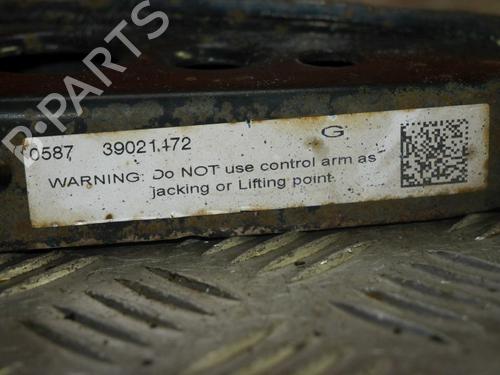 B-PARTS
0587 39021472 G
WARNING: Do NOT use control arm as
jacking or Lifting point